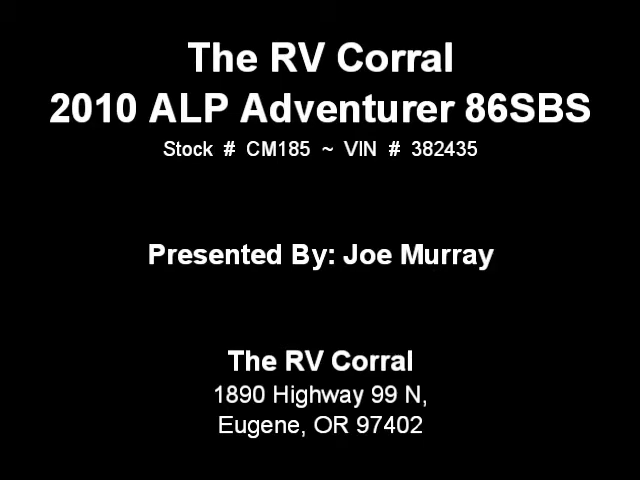 The RV Corral
2010 ALP Adventurer 86SBS
Stock # CM185 ~ VIN # 382435
Presented By: Joe Murray
The RV Corral
1890 Highway 99 N,
Eugene, OR 97402